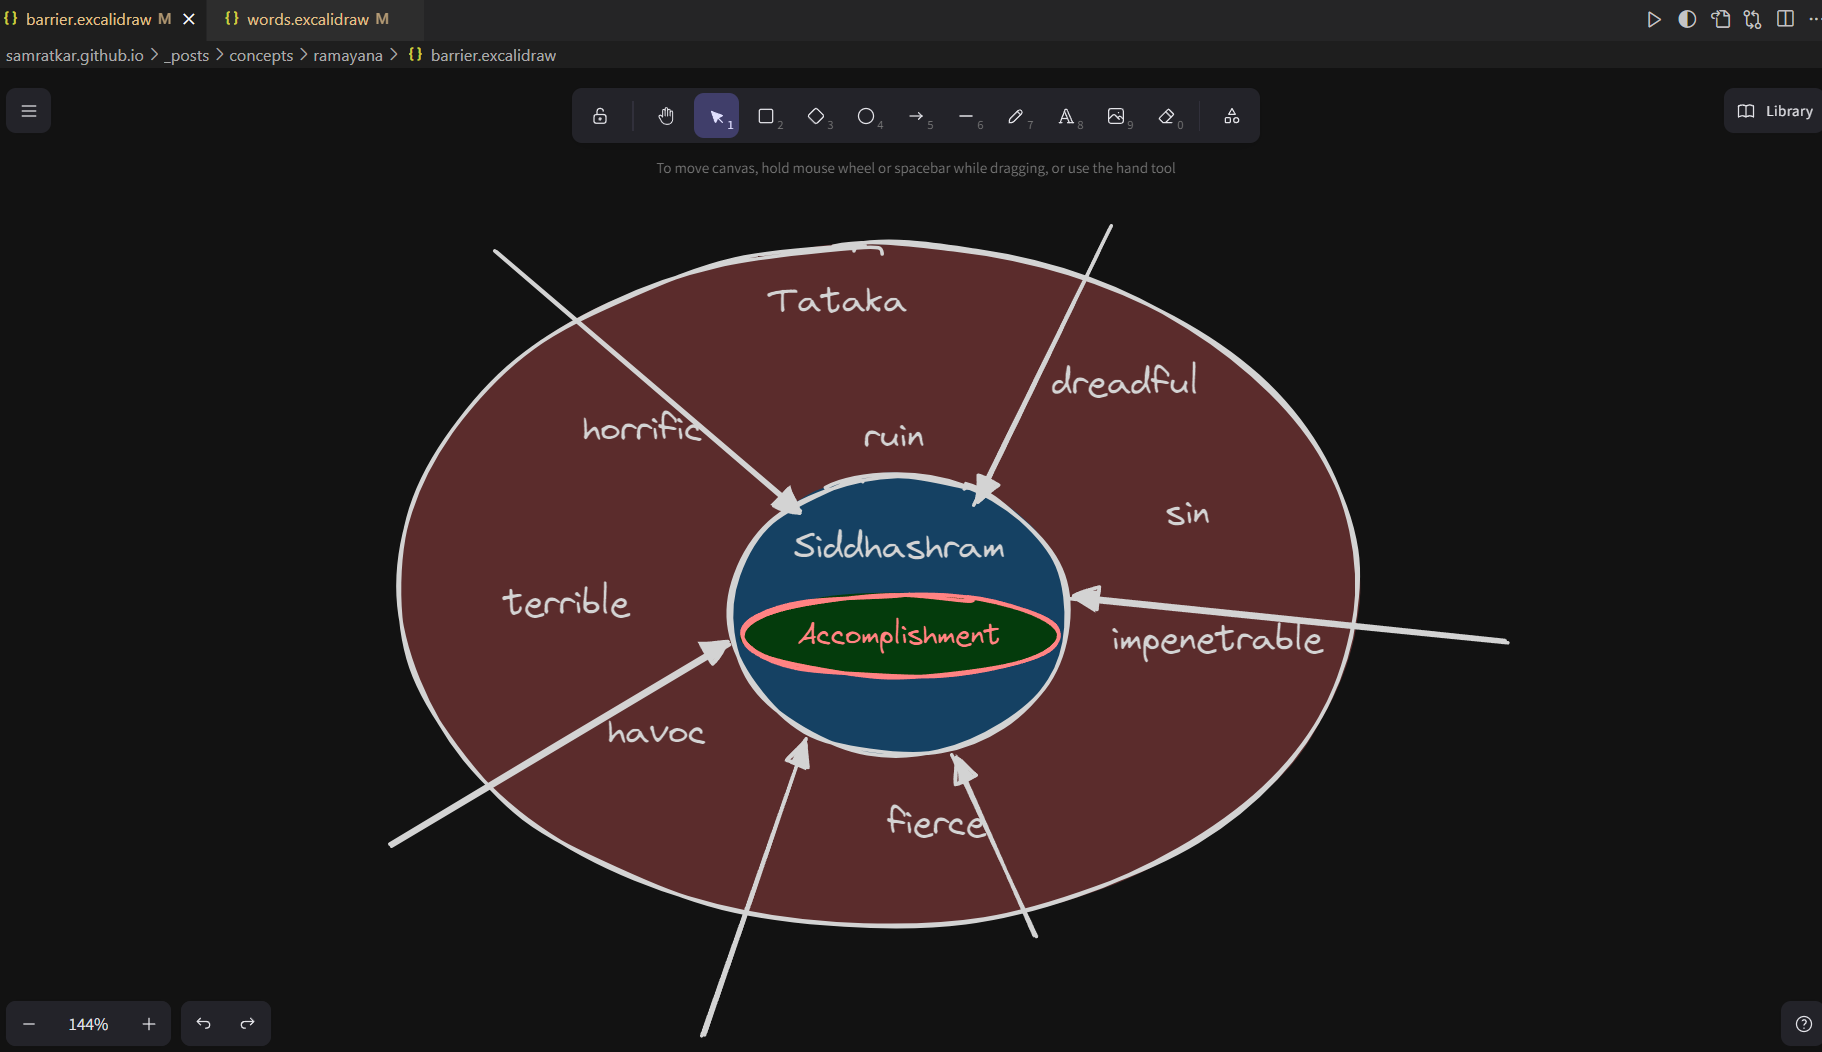 barrier.excalidraw M
words.excalidraw M
samratkar.github.io > _posts > concepts > ramayana > barrier.excalidraw
1 2 3 4 5 6 7 8 9 0
Library
To move canvas, hold mouse wheel or spacebar while dragging, or use the hand tool
Tataka
dreadful
horrific
ruin
sin
Siddhashram
terrible
Accomplishment
impenetrable
havoc
fierce
144%